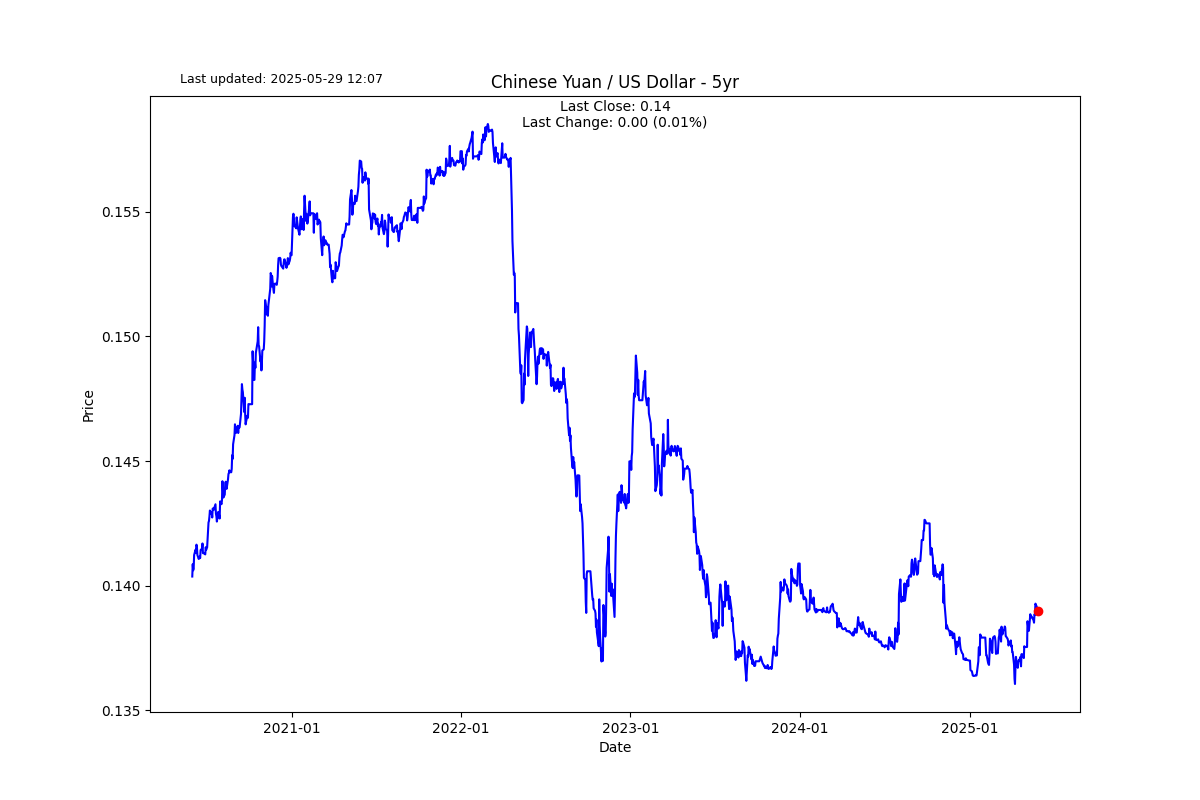 Last updated: 2025-05-29 12:07
Chinese Yuan / US Dollar - 5yr
Last Close: 0.14
Last Change: 0.00 (0.01%)
0.155
0.150
0.145
0.140
0.135
Price
2021-01
2022-01
2023-01
2024-01
2025-01
Date